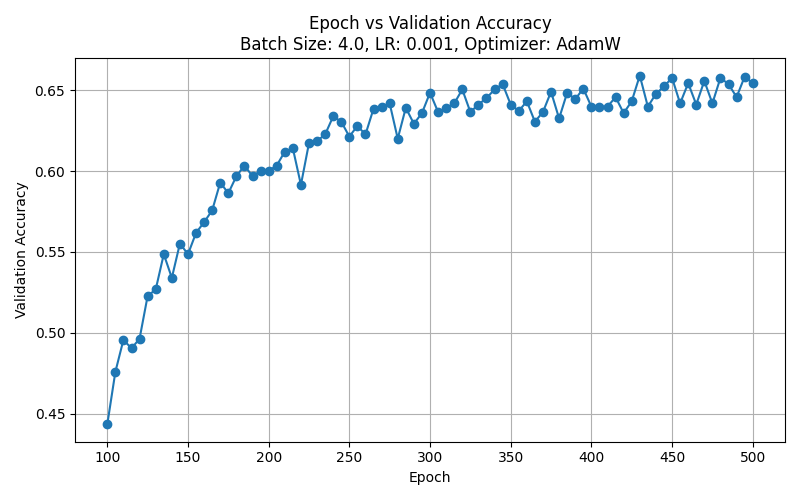 Epoch vs Validation Accuracy
Batch Size: 4.0, LR: 0.001, Optimizer: AdamW
Validation Accuracy
0.65
0.60
0.55
0.50
0.45
100 150 200 250 300 350 400 450 500
Epoch